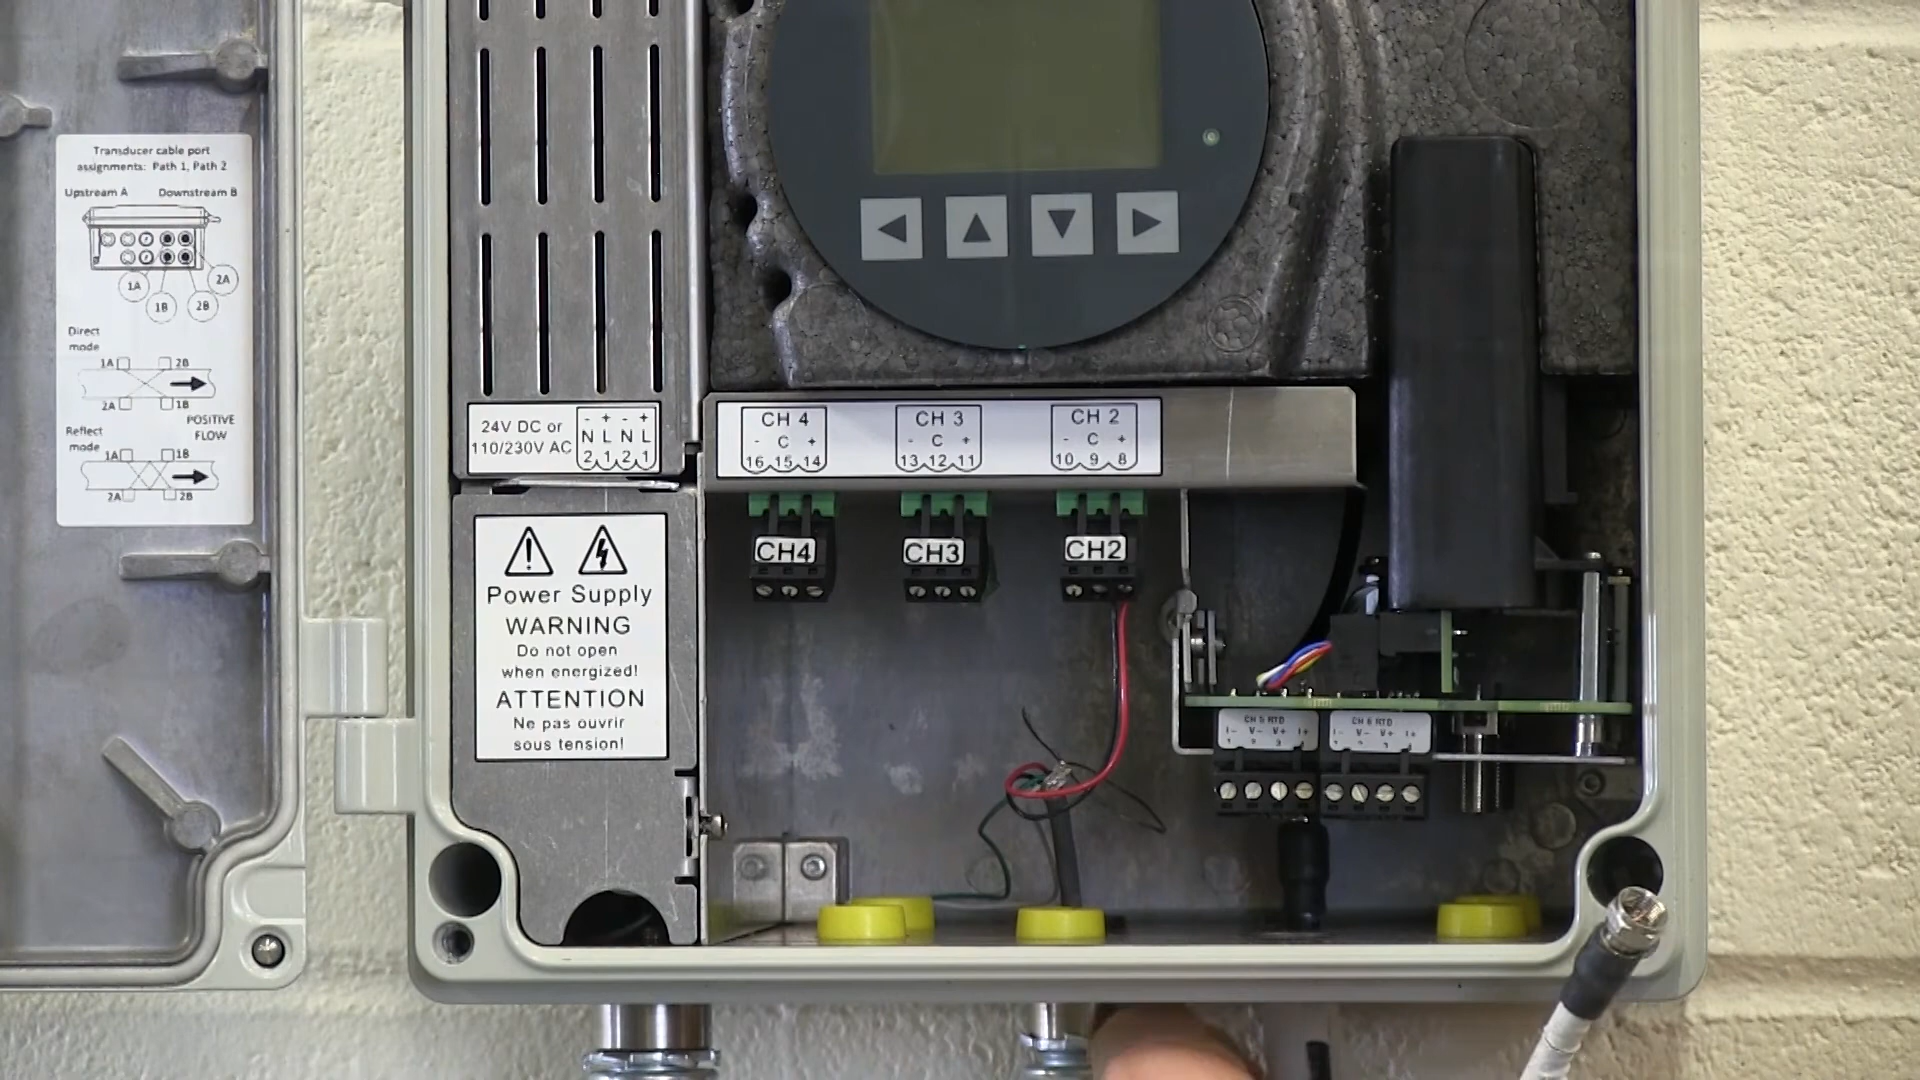 Transducer cable port
assignments: Path 1, Path 2
Upstream A Downstream B
1A
2A
1B
2B
Direct
mode
1A 2B
2A 1B
POSITIVE
FLOW
Reflect
mode
1A 1B
2A 2B
24V DC or
110/230V AC
- + - +
N L N L
2 1 2 1
Power Supply
WARNING
Do not open
when energized!
ATTENTION
Ne pas ouvrir
sous tension!
CH 4
- C +
16 15 14
CH 3
- C +
13 12 11
CH 2
- C +
10 9 8
CH4
CH3
CH2
CH 5 RTD
I- V- V+ I+
CH 6 RTD
I- V- V+ I+